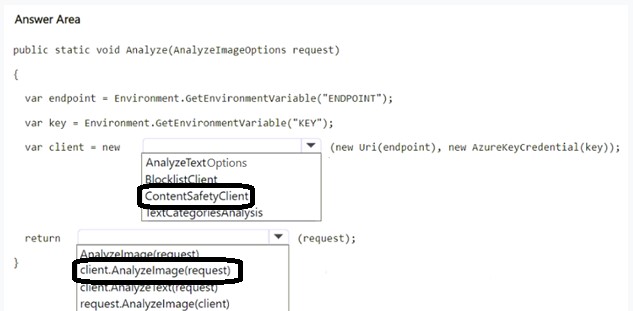 Answer Area
public static void Analyze(AnalyzeImageOptions request)
{
var endpoint = Environment.GetEnvironmentVariable("ENDPOINT");
var key = Environment.GetEnvironmentVariable("KEY");
var client = new (new Uri(endpoint), new AzureKeyCredential(key));
AnalyzeTextOptions
BlocklistClient
ContentSafetyClient
TextCategoriesAnalysis
return (request);
AnalyzeImage(request)
} client.AnalyzeImage(request)
client.AnalyzeText(request)
request.AnalyzeImage(client)